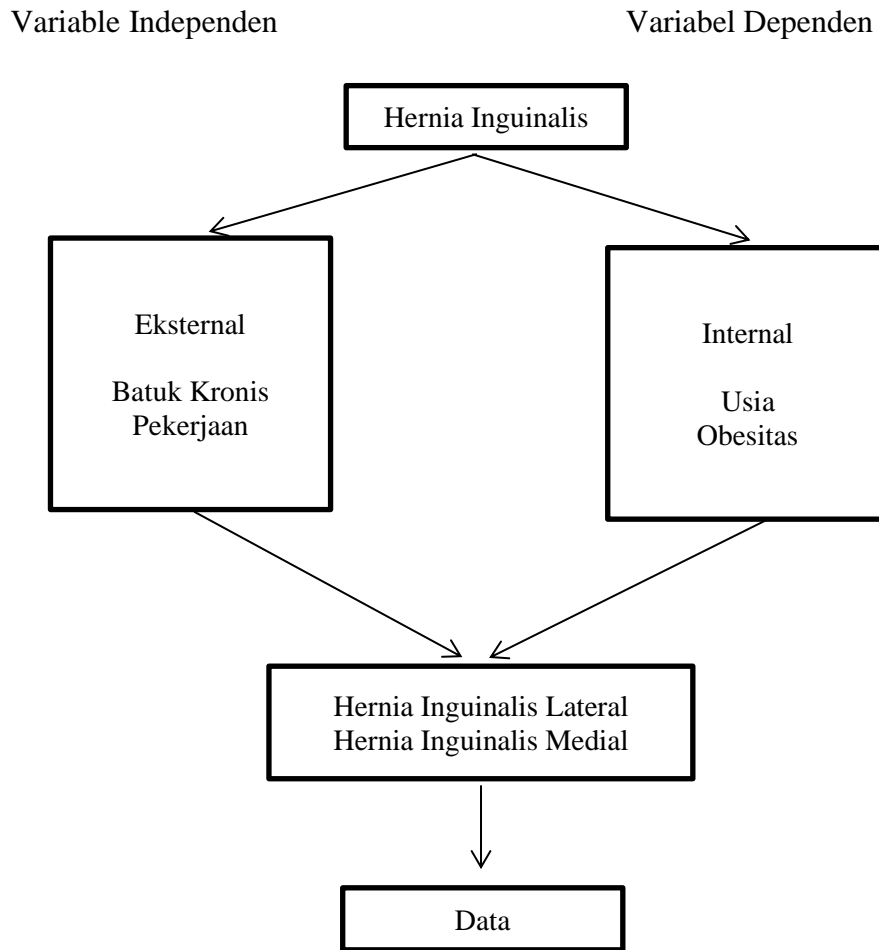 Variable Independen
Variabel Dependen
Hernia Inguinalis
Eksternal
Batuk Kronis
Pekerjaan
Internal
Usia
Obesitas
Hernia Inguinalis Lateral
Hernia Inguinalis Medial
Data